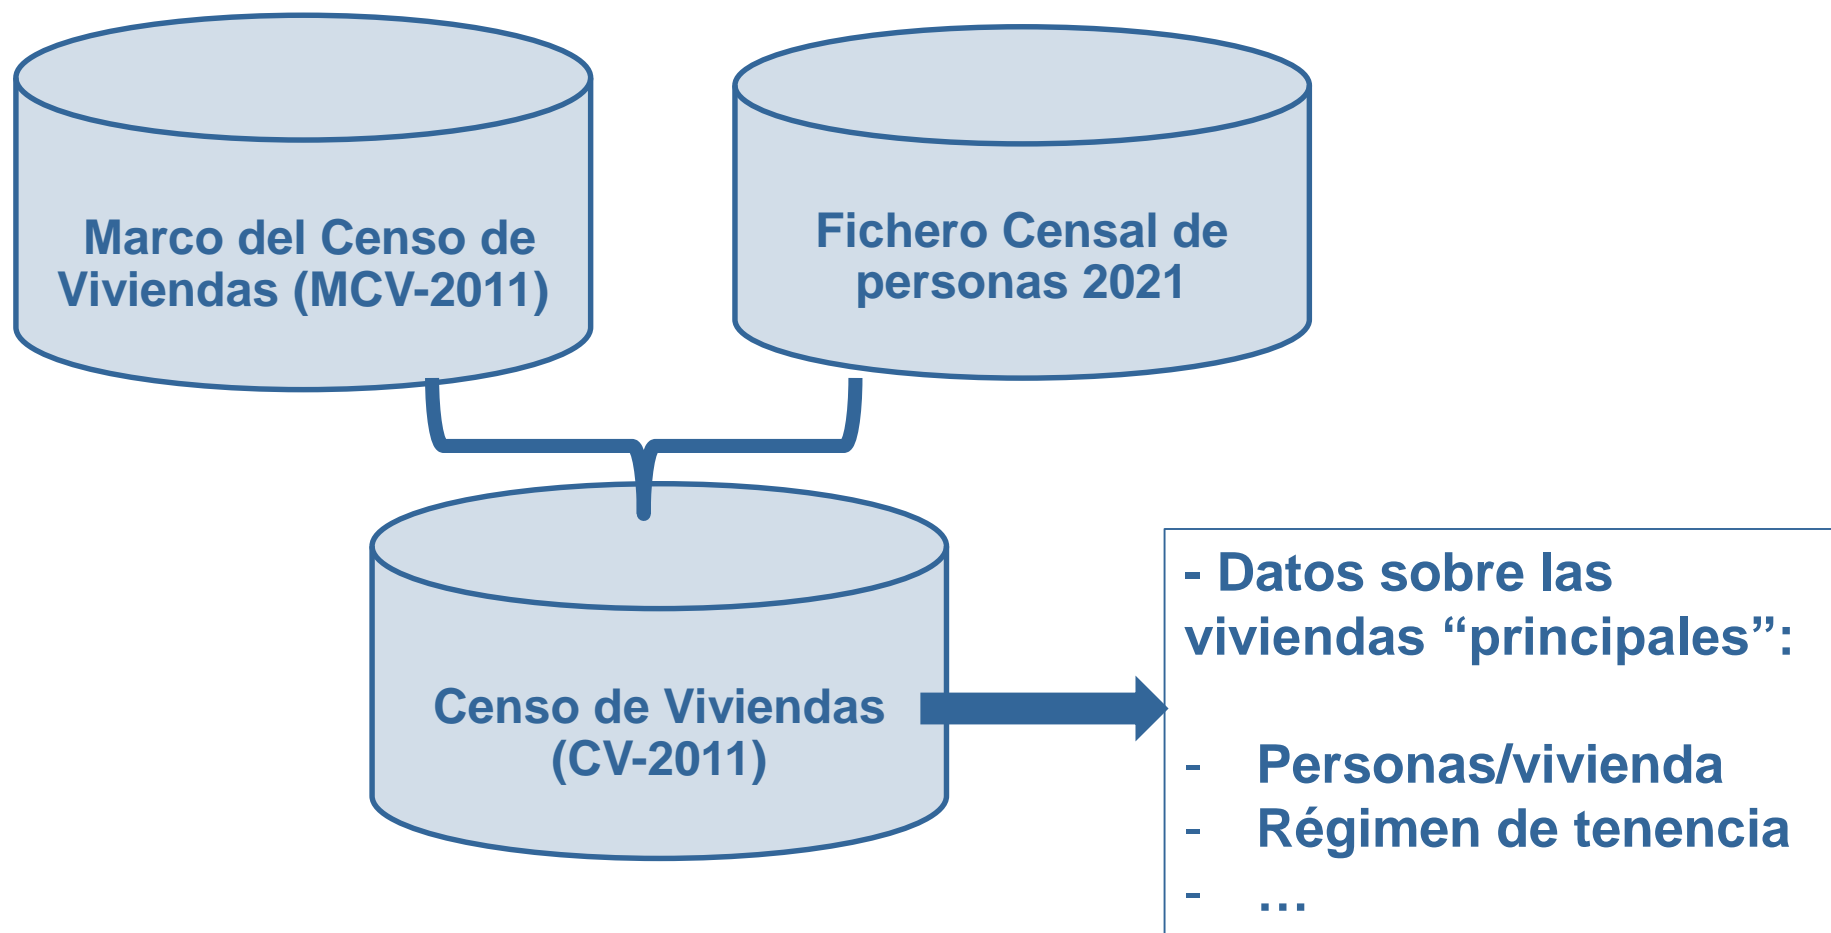 Marco del Censo de
Viviendas (MCV-2011)
Fichero Censal de
personas 2021
Censo de Viviendas
(CV-2011)
- Datos sobre las
viviendas “principales”:
- Personas/vivienda
- Régimen de tenencia
- …